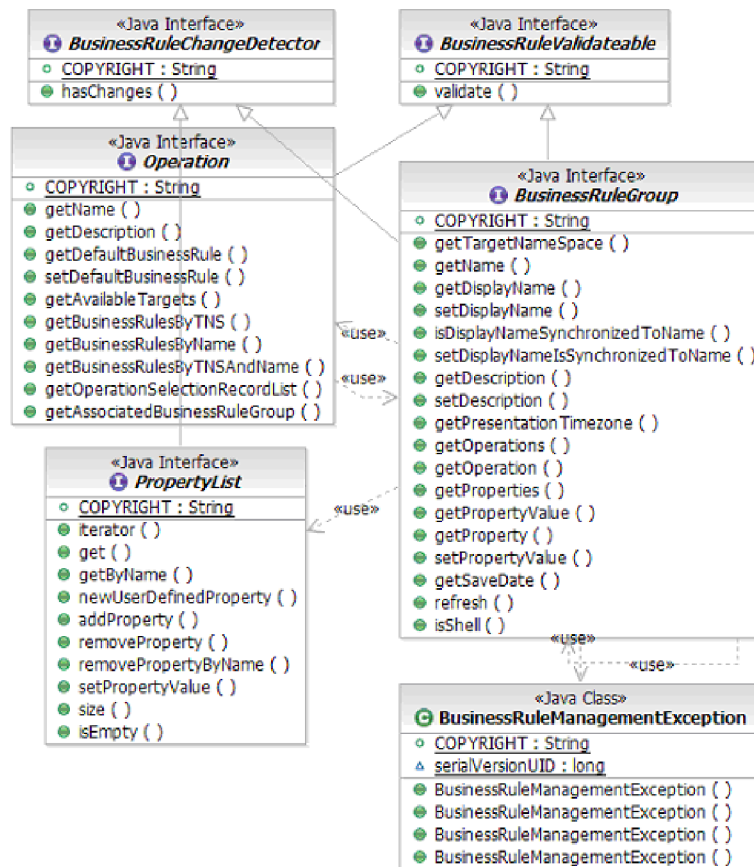 «Java Interface»
BusinessRuleChangeDetector
COPYRIGHT : String
hasChanges ( )
«Java Interface»
BusinessRuleValidateable
COPYRIGHT : String
validate ( )
«Java Interface»
Operation
COPYRIGHT : String
getName ( )
getDescription ( )
getDefaultBusinessRule ( )
setDefaultBusinessRule ( )
getAvailableTargets ( )
getBusinessRulesByTNS ( )
getBusinessRulesByName ( )
getBusinessRulesByTNSAndName ( )
getOperationSelectionRecordList ( )
getAssociatedBusinessRuleGroup ( )
«Java Interface»
BusinessRuleGroup
COPYRIGHT : String
getTargetNameSpace ( )
getName ( )
getDisplayName ( )
setDisplayName ( )
isDisplayNameSynchronizedToName ( )
setDisplayNameIsSynchronizedToName ( )
getDescription ( )
setDescription ( )
getPresentationTimezone ( )
getOperations ( )
getOperation ( )
getProperties ( )
getPropertyValue ( )
getProperty ( )
setPropertyValue ( )
getSaveDate ( )
refresh ( )
isShell ( )
«use»
«use»
«use»
«Java Interface»
PropertyList
COPYRIGHT : String
iterator ( )
get ( )
getByName ( )
newUserDefinedProperty ( )
addProperty ( )
removeProperty ( )
removePropertyByName ( )
setPropertyValue ( )
size ( )
isEmpty ( )
«use»
«use»
«Java Class»
BusinessRuleManagementException
COPYRIGHT : String
serialVersionUID : long
BusinessRuleManagementException ( )
BusinessRuleManagementException ( )
BusinessRuleManagementException ( )
BusinessRuleManagementException ( )